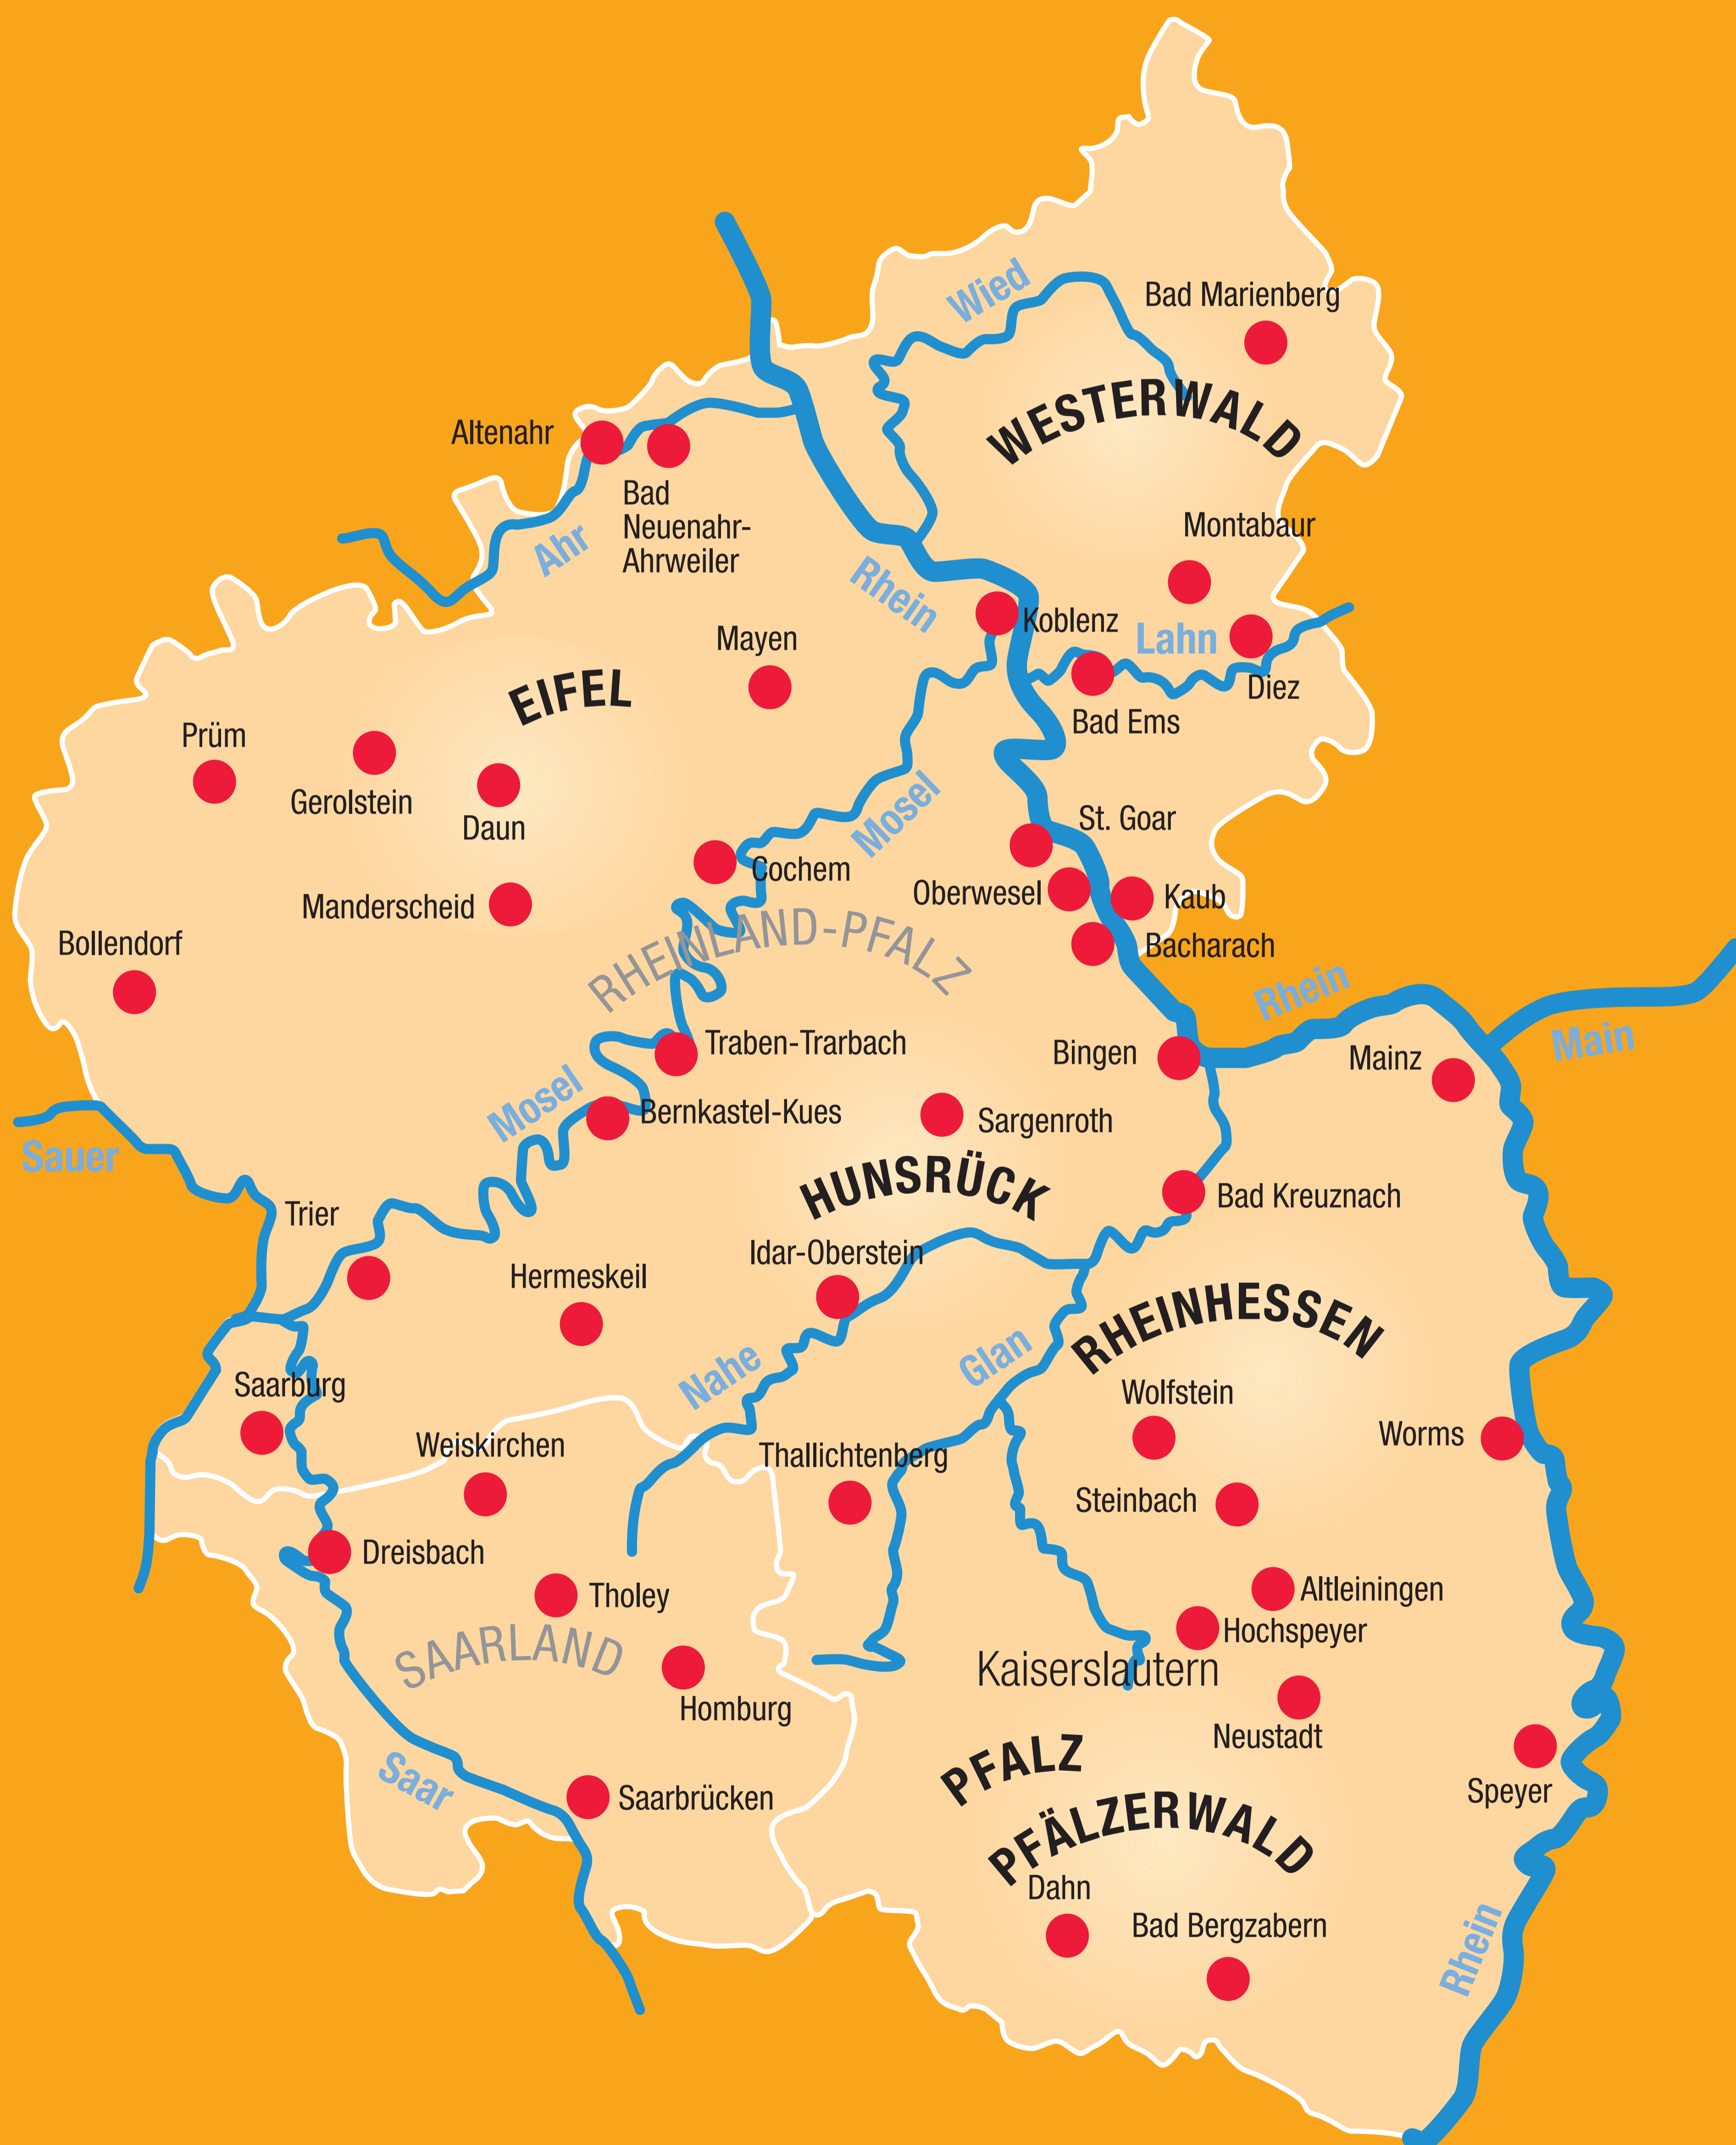 Wied
Bad Marienberg
WESTERWALD
Altenahr
Bad
Neuenahr-
Ahrweiler
Ahr
Montabaur
Rhein
Koblenz
Lahn
Mayen
Diez
EIFEL
Bad Ems
Prüm
Gerolstein
Daun
Mosel
St. Goar
Cochem
Oberwesel
Kaub
Manderscheid
RHEINLAND-PFALZ
Bollendorf
Bacharach
Rhein
Main
Traben-Trarbach
Bingen
Mainz
Mosel
Bernkastel-Kues
Sargenroth
Sauer
HUNSRÜCK
Bad Kreuznach
Trier
Idar-Oberstein
Hermeskeil
RHEINHESSEN
Nahe
Glan
Saarburg
Wolfstein
Weiskirchen
Thallichtenberg
Worms
Steinbach
Dreisbach
Tholey
Altleiningen
Hochspeyer
SAARLAND
Kaiserslautern
Homburg
Neustadt
PFALZ
Saar
Saarbrücken
Speyer
PFÄLZERWALD
Dahn
Bad Bergzabern
Rhein